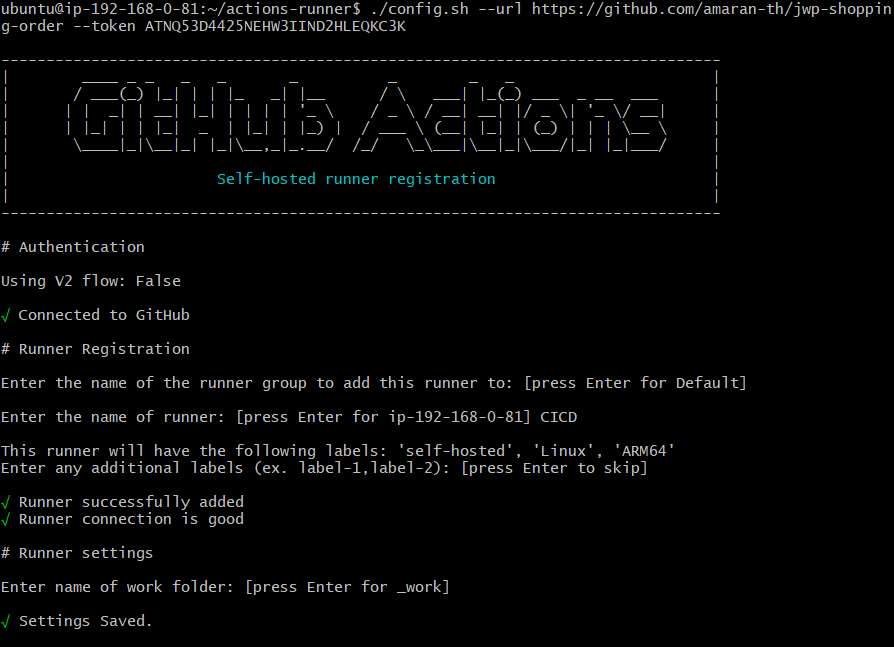 ubuntu@ip-192-168-0-81:~/actions-runner$ ./config.sh --url https://github.com/amaran-th/jwp-shoppin
g-order --token ATNQ53D4425NEHW3IIND2HLEQKC3K
GitHub Actions
Self-hosted runner registration
# Authentication
Using V2 flow: False
√ Connected to GitHub
# Runner Registration
Enter the name of the runner group to add this runner to: [press Enter for Default]
Enter the name of runner: [press Enter for ip-192-168-0-81] CICD
This runner will have the following labels: 'self-hosted', 'Linux', 'ARM64'
Enter any additional labels (ex. label-1,label-2): [press Enter to skip]
√ Runner successfully added
√ Runner connection is good
# Runner settings
Enter name of work folder: [press Enter for _work]
√ Settings Saved.